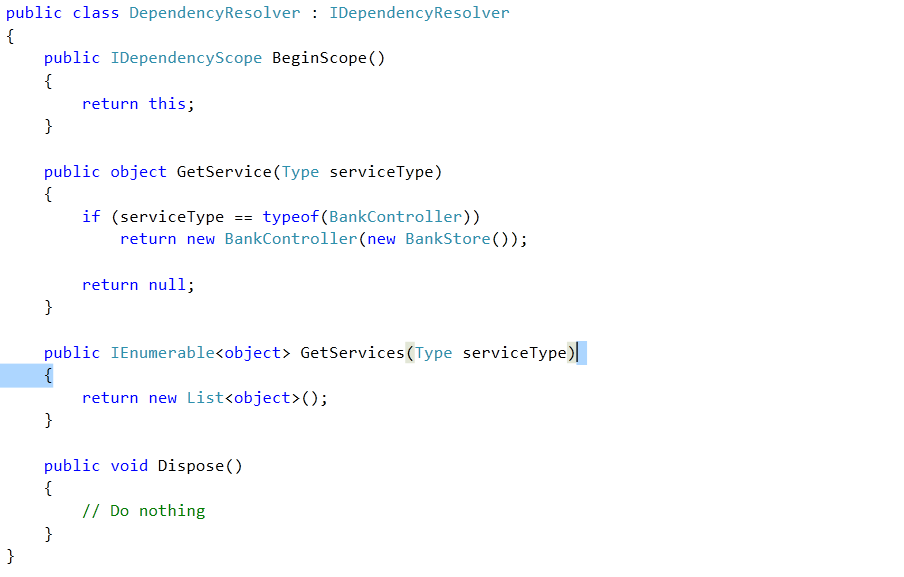 public class DependencyResolver : IDependencyResolver
{
    public IDependencyScope BeginScope()
    {
        return this;
    }

    public object GetService(Type serviceType)
    {
        if (serviceType == typeof(BankController))
            return new BankController(new BankStore());

        return null;
    }

    public IEnumerable<object> GetServices(Type serviceType)
    {
        return new List<object>();
    }

    public void Dispose()
    {
        // Do nothing
    }
}